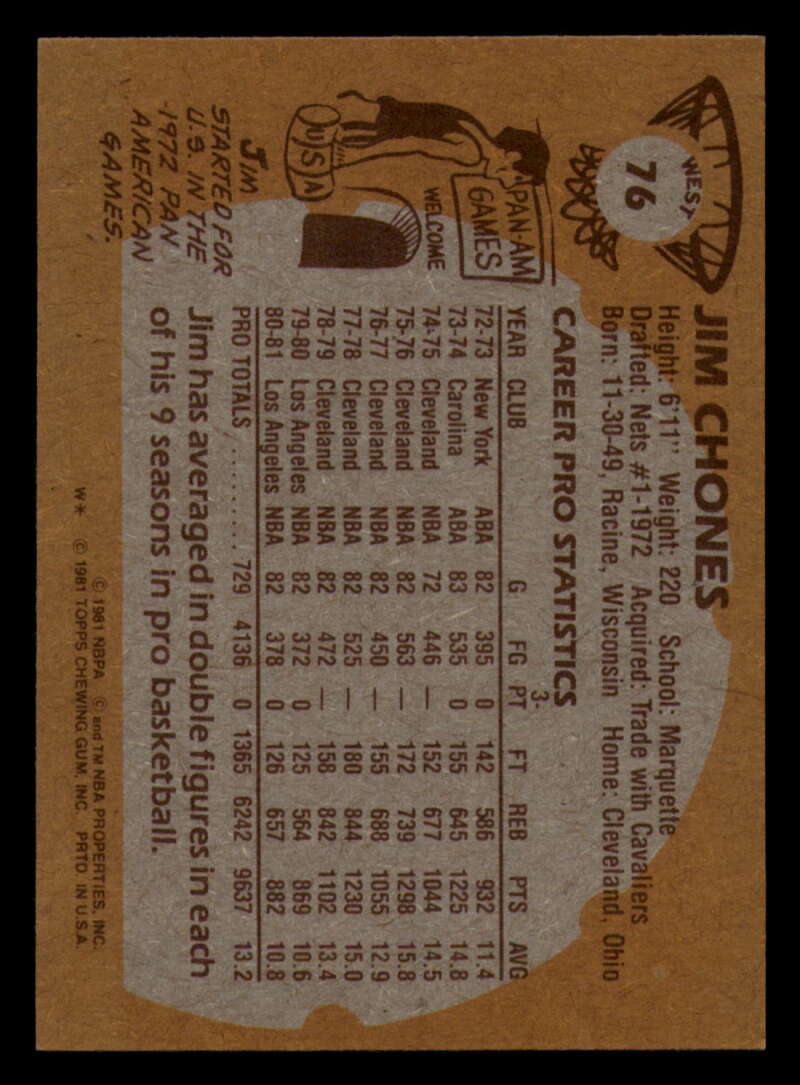 WEST
76
JIM CHONES
Height: 6'11" Weight: 220 School: Marquette
Drafted: Nets #1-1972 Acquired: Trade with Cavaliers
Born: 11-30-49, Racine, Wisconsin Home: Cleveland, Ohio
PAN-AM
GAMES
WELCOME
USA
JIM
STARTED FOR
U.S. IN THE
1972 PAN
AMERICAN
GAMES.
CAREER PRO STATISTICS
3-
YEAR CLUB G FG PT FT REB PTS AVG
72-73 New York ABA 82 395 0 142 586 932 11.4
73-74 Carolina ABA 83 535 0 155 645 1225 14.8
74-75 Cleveland NBA 72 446 — 152 677 1044 14.5
75-76 Cleveland NBA 82 563 — 172 739 1298 15.8
76-77 Cleveland NBA 82 450 — 155 688 1055 12.9
77-78 Cleveland NBA 82 525 — 180 844 1230 15.0
78-79 Cleveland NBA 82 472 — 158 842 1102 13.4
79-80 Los Angeles NBA 82 372 0 125 564 869 10.6
80-81 Los Angeles NBA 82 378 0 126 657 882 10.8
PRO TOTALS .......... 729 4136 0 1365 6242 9637 13.2
Jim has averaged in double figures in each
of his 9 seasons in pro basketball.
© 1981 NBPA © and TM NBA PROPERTIES, INC.
W* © 1981 TOPPS CHEWING GUM, INC. PRTD. IN U.S.A.